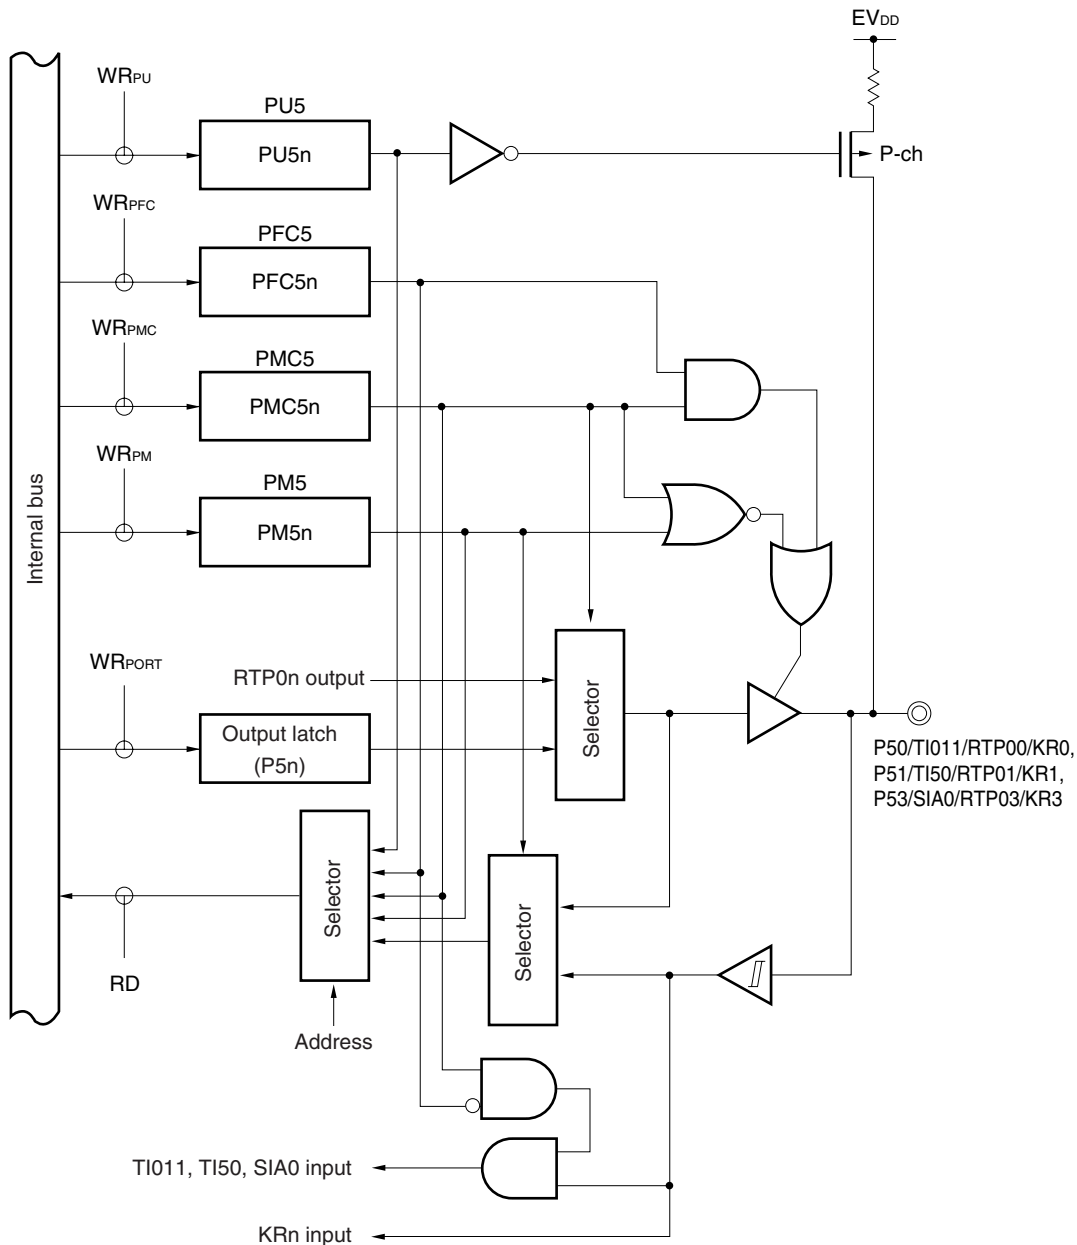 EVDD
WRPU
PU5
PU5n
P-ch
WRPFC
PFC5
PFC5n
WRPMC
PMC5
PMC5n
WRPM
PM5
PM5n
Internal bus
WRPORT
RTP0n output
Output latch
(P5n)
Selector
P50/TI011/RTP00/KR0,
P51/TI50/RTP01/KR1,
P53/SIA0/RTP03/KR3
Selector
Selector
RD
Address
TI011, TI50, SIA0 input
KRn input